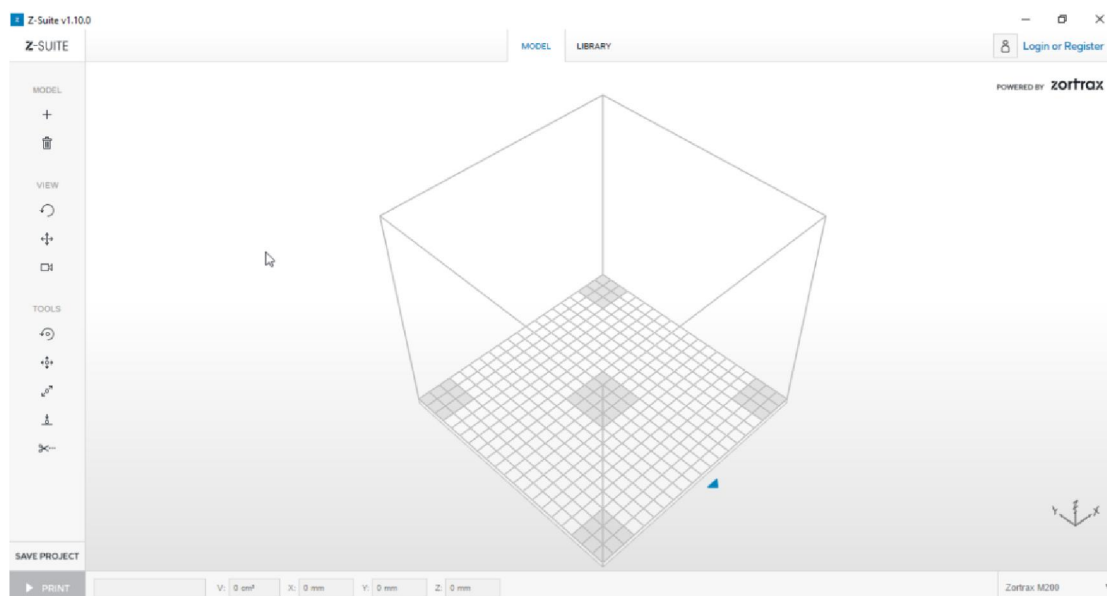 Z-Suite v1.10.0
Z-SUITE
MODEL
LIBRARY
Login or Register
POWERED BY zortrax
MODEL
VIEW
TOOLS
Y Z X
SAVE PROJECT
PRINT
V: 0 cm³ X: 0 mm Y: 0 mm Z: 0 mm
Zortrax M200